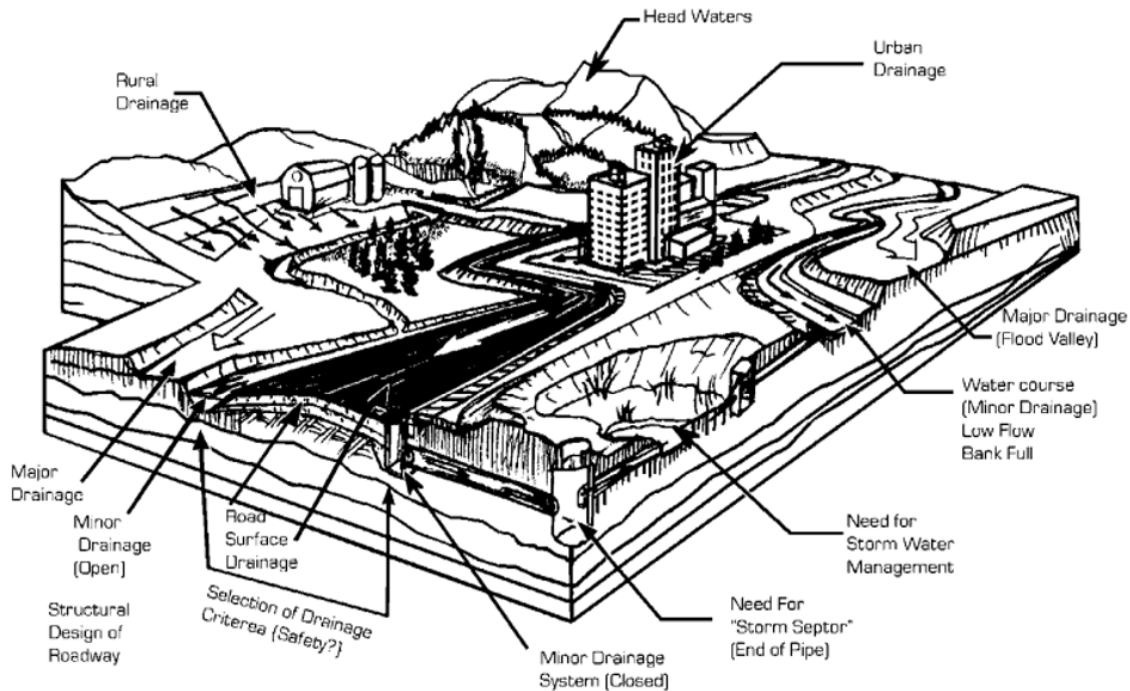 Head Waters
Urban
Drainage
Rural
Drainage
Major Drainage
(Flood Valley)
Water course
(Minor Drainage)
Low Flow
Bank Full
Major
Drainage
Minor
Drainage
(Open)
Road
Surface
Drainage
Need for
Storm Water
Management
Structural
Design of
Roadway
Selection of Drainage
Criterea (Safety?)
Need For
"Storm Septor"
(End of Pipe)
Minor Drainage
System (Closed)